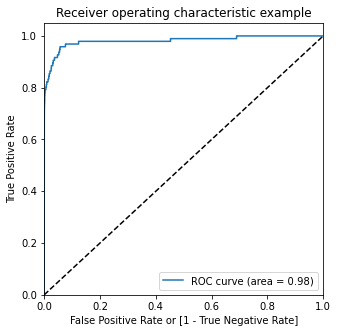 Receiver operating characteristic example
True Positive Rate
1.0
0.8
0.6
0.4
0.2
0.0
ROC curve (area = 0.98)
0.0 0.2 0.4 0.6 0.8 1.0
False Positive Rate or [1 - True Negative Rate]